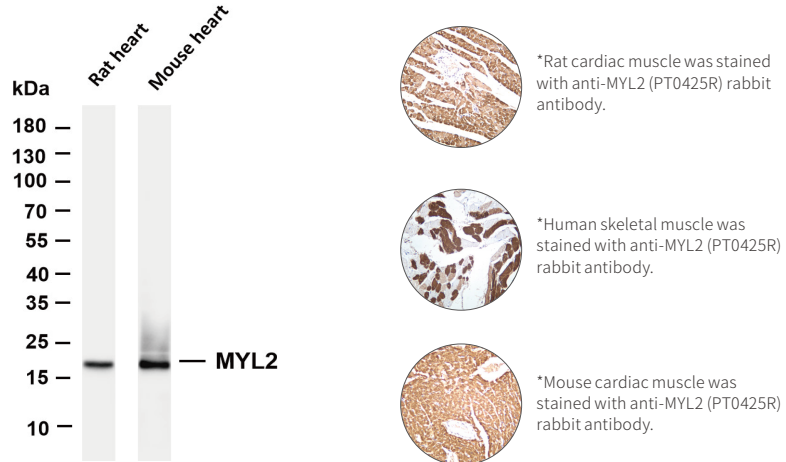 Rat heart
Mouse heart
kDa
180
130
100
70
55
40
35
25
15
10
MYL2
*Rat cardiac muscle was stained
with anti-MYL2 (PT0425R) rabbit
antibody.
*Human skeletal muscle was
stained with anti-MYL2 (PT0425R)
rabbit antibody.
*Mouse cardiac muscle was
stained with anti-MYL2 (PT0425R)
rabbit antibody.